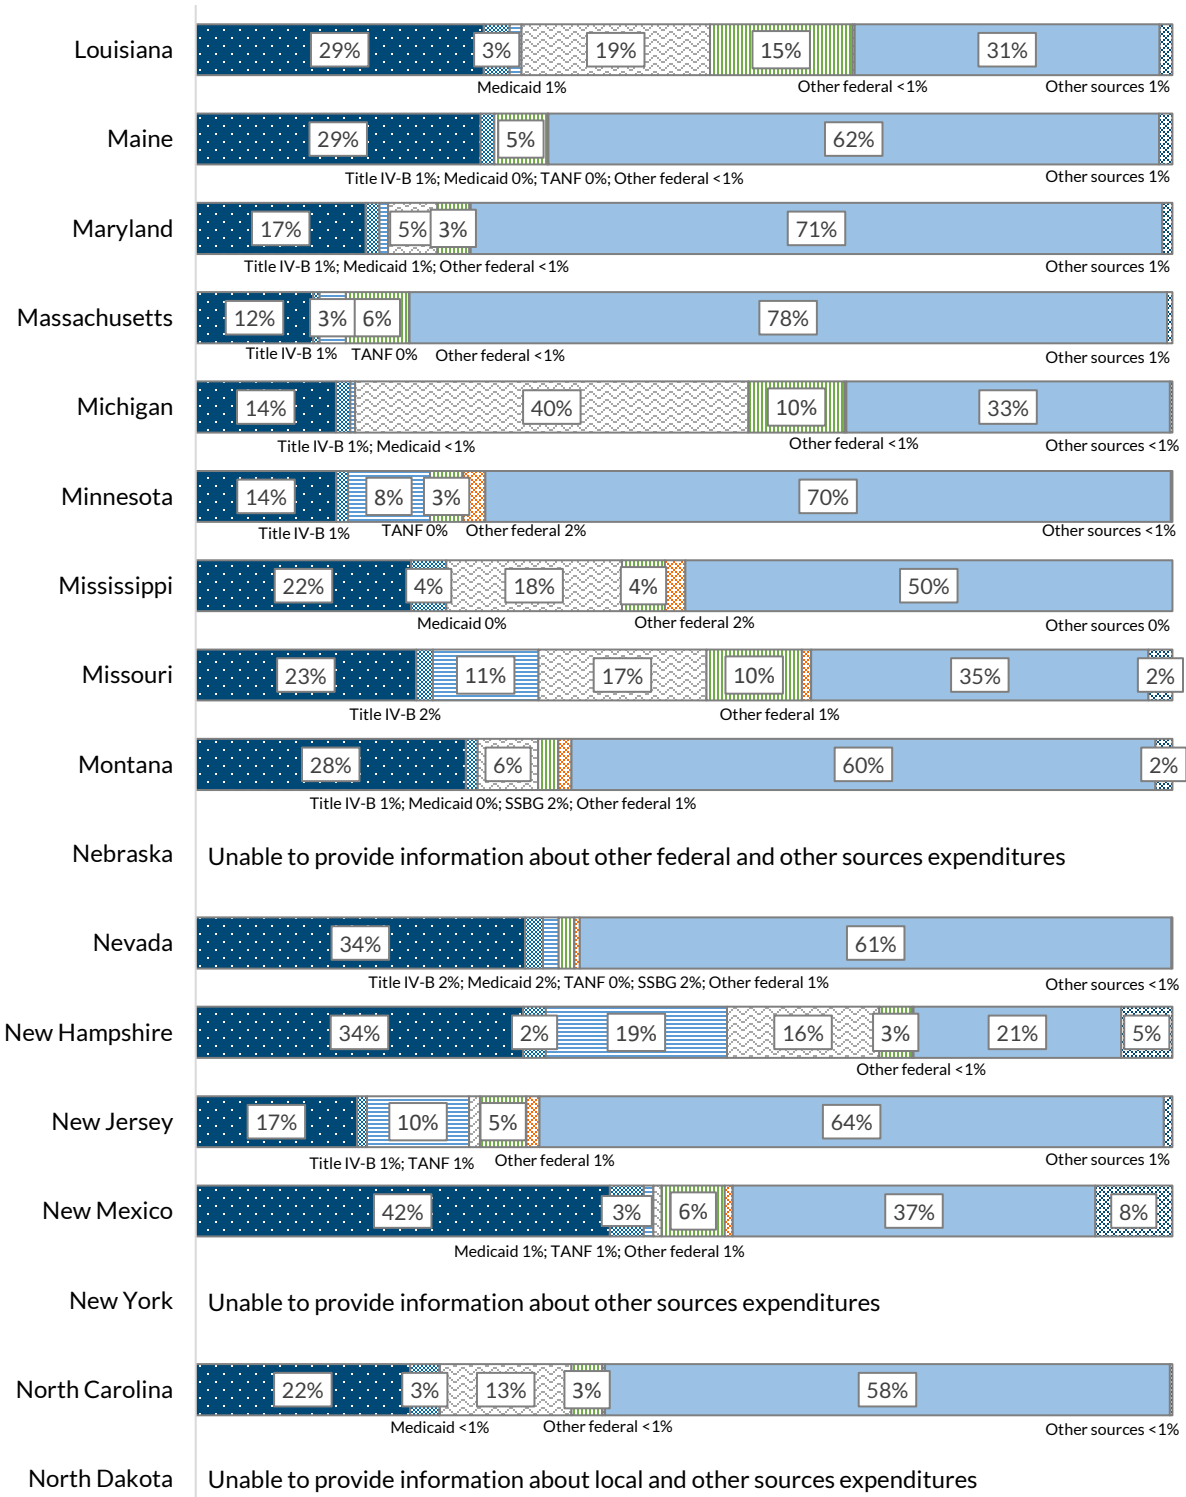 Louisiana 29% 3% 19% 15% 31%
Medicaid 1% Other federal <1% Other sources 1%
Maine 29% 5% 62%
Title IV-B 1%; Medicaid 0%; TANF 0%; Other federal <1% Other sources 1%
Maryland 17% 5% 3% 71%
Title IV-B 1%; Medicaid 1%; Other federal <1% Other sources 1%
Massachusetts 12% 3% 6% 78%
Title IV-B 1% TANF 0% Other federal <1% Other sources 1%
Michigan 14% 40% 10% 33%
Title IV-B 1%; Medicaid <1% Other federal <1% Other sources <1%
Minnesota 14% 8% 3% 70%
Title IV-B 1% TANF 0% Other federal 2% Other sources <1%
Mississippi 22% 4% 18% 4% 50%
Medicaid 0% Other federal 2% Other sources 0%
Missouri 23% 11% 17% 10% 35% 2%
Title IV-B 2% Other federal 1%
Montana 28% 6% 60% 2%
Title IV-B 1%; Medicaid 0%; SSBG 2%; Other federal 1%
Nebraska Unable to provide information about other federal and other sources expenditures
Nevada 34% 61%
Title IV-B 2%; Medicaid 2%; TANF 0%; SSBG 2%; Other federal 1% Other sources <1%
New Hampshire 34% 2% 19% 16% 3% 21% 5%
Other federal <1%
New Jersey 17% 10% 5% 64%
Title IV-B 1%; TANF 1% Other federal 1% Other sources 1%
New Mexico 42% 3% 6% 37% 8%
Medicaid 1%; TANF 1%; Other federal 1%
New York Unable to provide information about other sources expenditures
North Carolina 22% 3% 13% 3% 58%
Medicaid <1% Other federal <1% Other sources <1%
North Dakota Unable to provide information about local and other sources expenditures